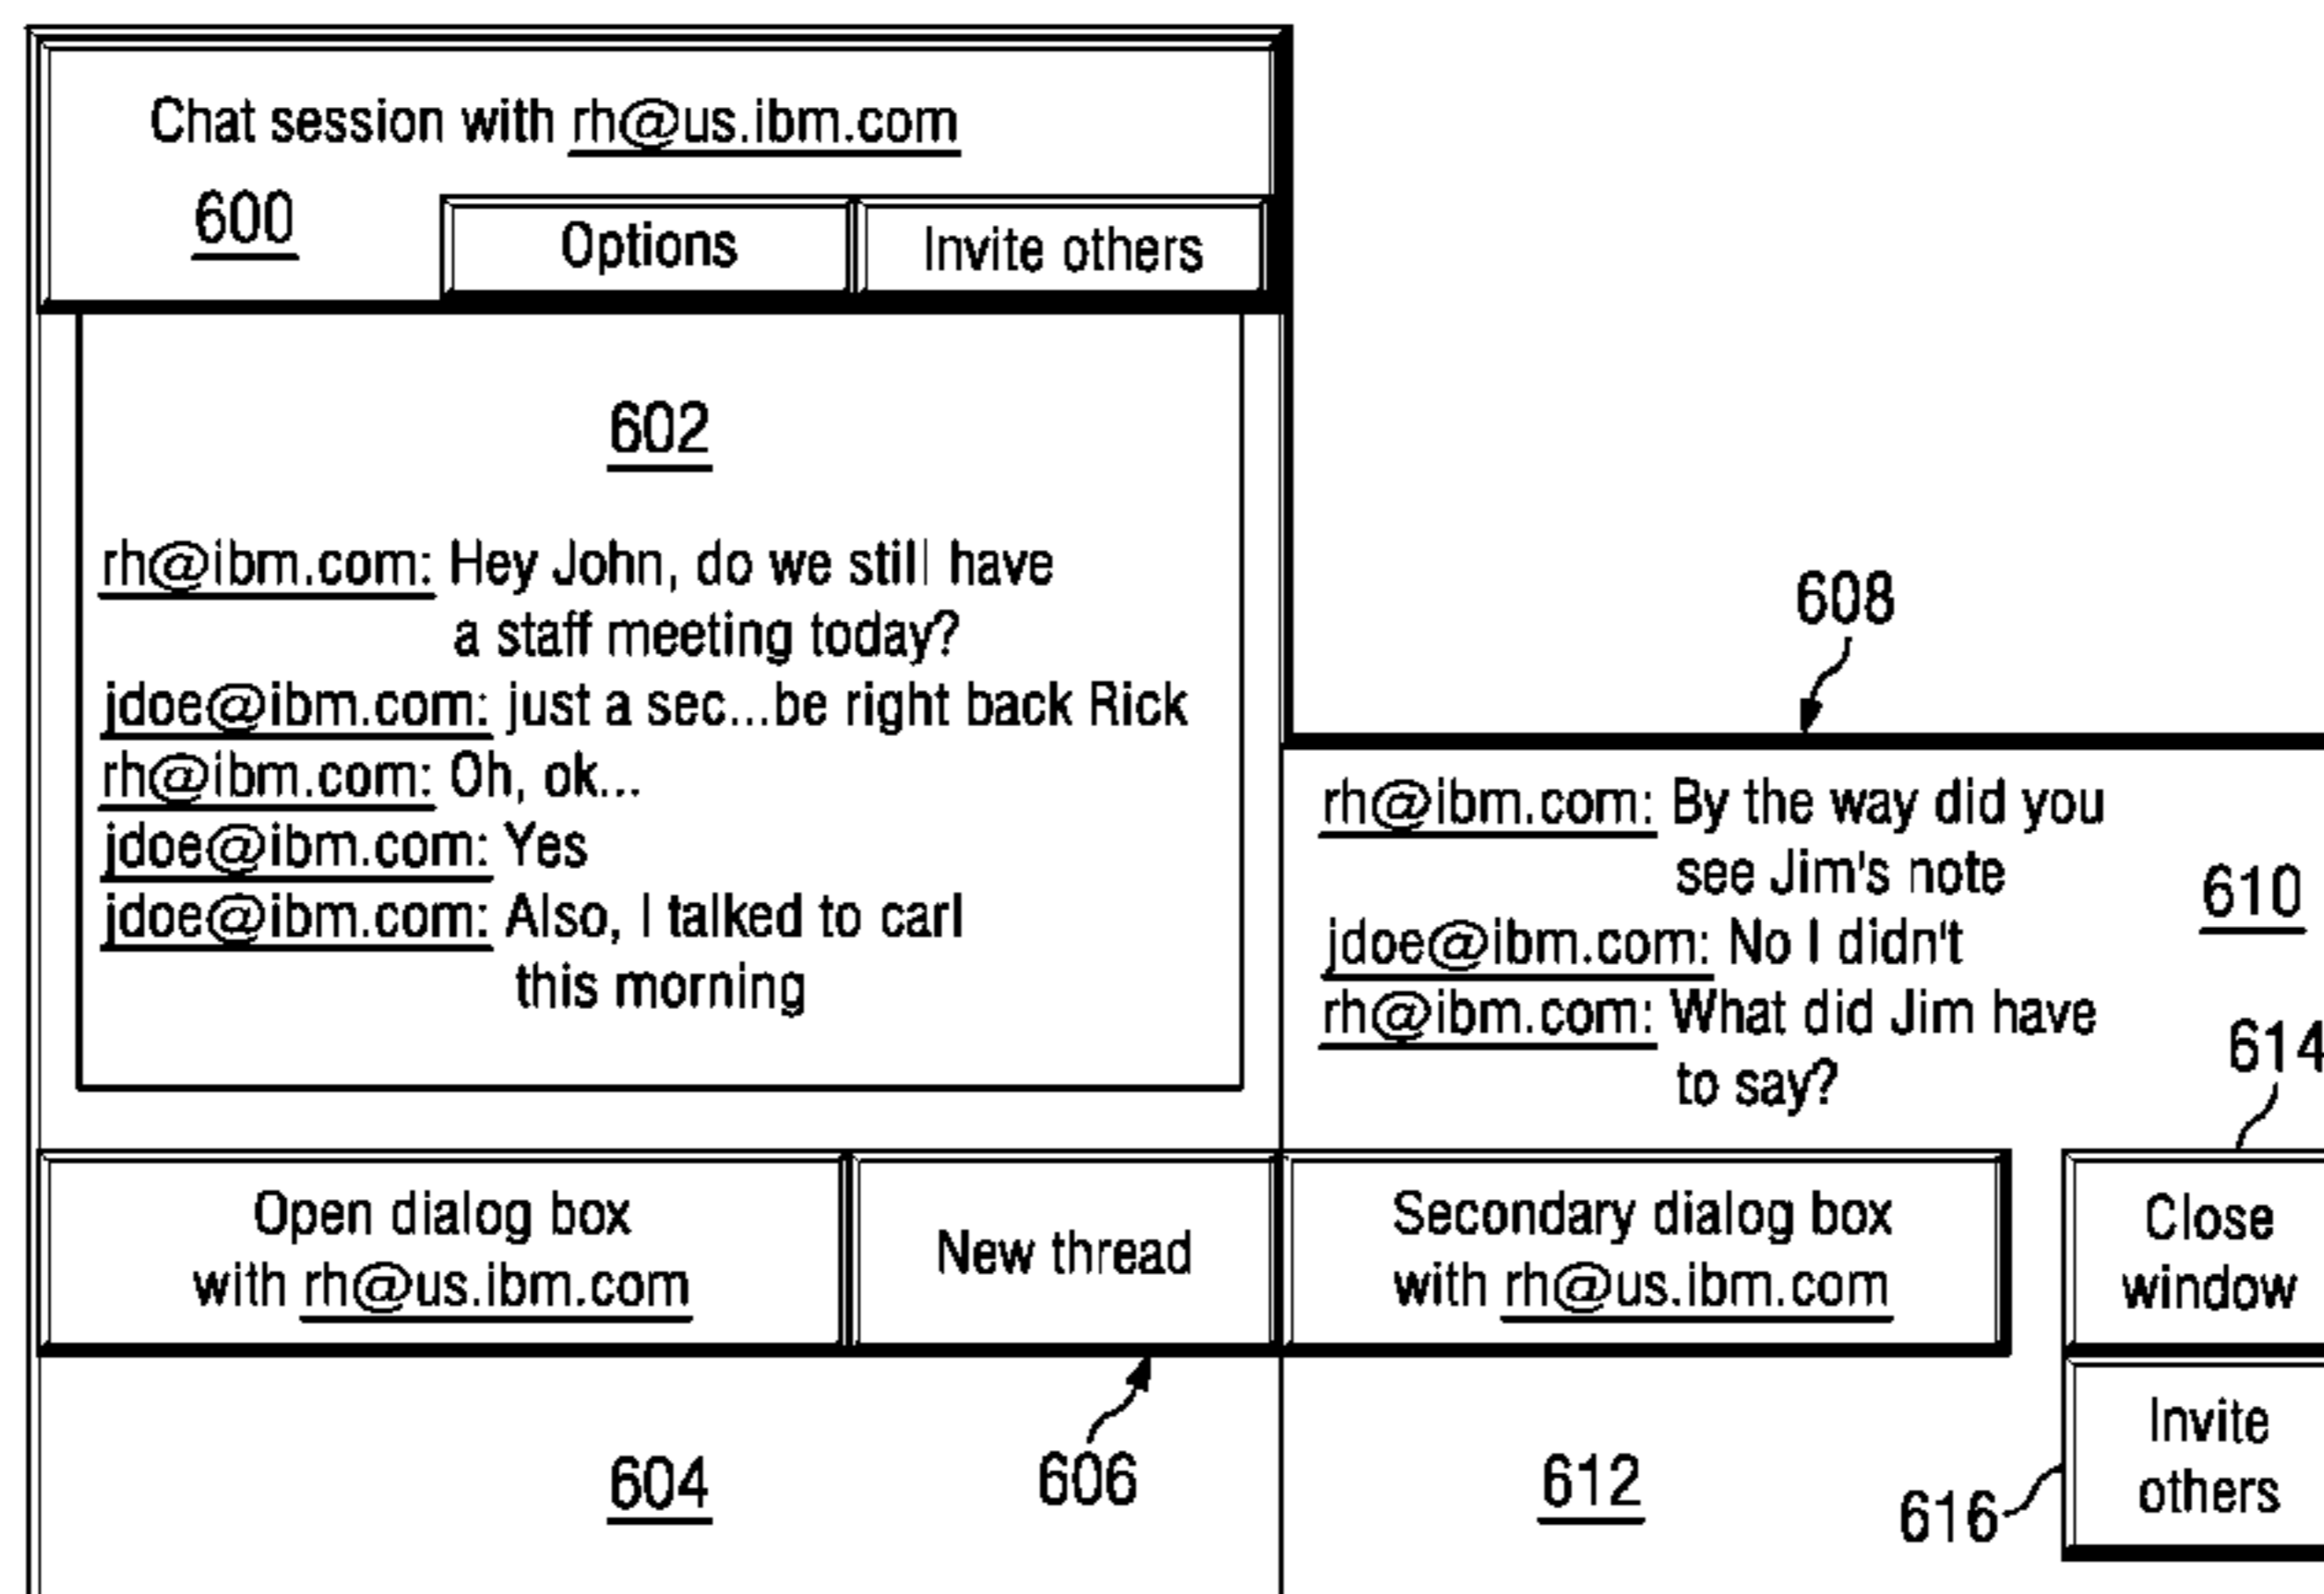 Chat session with rh@us.ibm.com
600
Options
Invite others
602
rh@ibm.com: Hey John, do we still have
a staff meeting today?
jdoe@ibm.com: just a sec...be right back Rick
rh@ibm.com: Oh, ok...
jdoe@ibm.com: Yes
jdoe@ibm.com: Also, I talked to carl
this morning
608
rh@ibm.com: By the way did you
see Jim's note
610
jdoe@ibm.com: No I didn't
rh@ibm.com: What did Jim have
to say?
614
Open dialog box
with rh@us.ibm.com
New thread
Secondary dialog box
with rh@us.ibm.com
Close
window
Invite
others
604
606
612
616